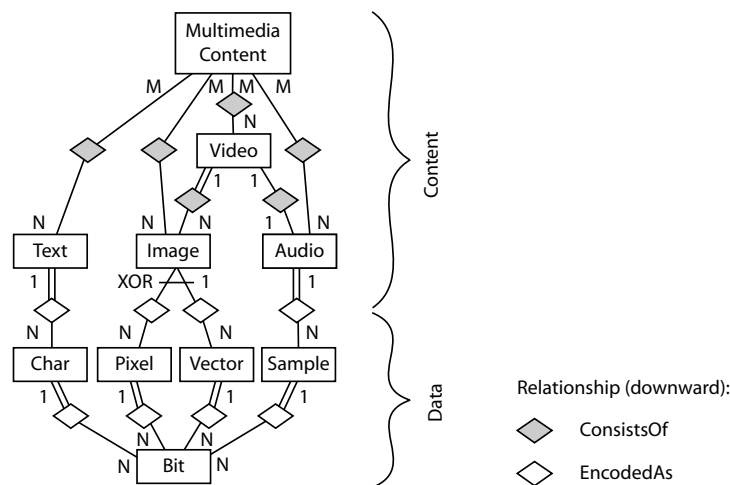 Multimedia
Content
M M M M
N
Video
1 1
N N N 1 N
Text Image Audio
1 XOR 1 1
N N N N
Char Pixel Vector Sample
1 1 1 1
N N N N
Bit
Content
Data
Relationship (downward):
ConsistsOf
EncodedAs